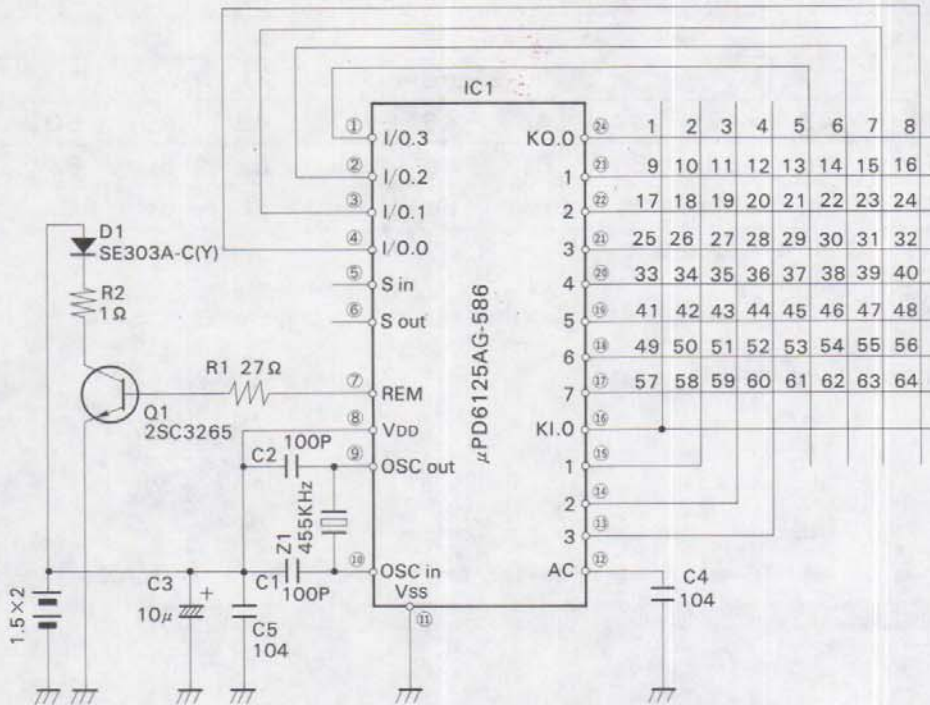 IC1
① I/0.3 KO.0 ㉔ 1 2 3 4 5 6 7 8
② I/0.2 1 ㉓ 9 10 11 12 13 14 15 16
③ I/0.1 2 ㉒ 17 18 19 20 21 22 23 24
④ I/0.0 3 ㉑ 25 26 27 28 29 30 31 32
⑤ S in 4 ⑳ 33 34 35 36 37 38 39 40
⑥ S out 5 ⑲ 41 42 43 44 45 46 47 48
6 ⑱ 49 50 51 52 53 54 55 56
⑦ REM 7 ⑰ 57 58 59 60 61 62 63 64
⑧ VDD KI.0 ⑯
⑨ OSC out 1 ⑮
2 ⑭
3 ⑬
⑩ OSC in AC ⑫
VSS
⑪
μPD6125AG-586
D1
SE303A-C(Y)
R2
1Ω
R1 27Ω
Q1
2SC3265
C2 100P
455KHz
Z1
C1 100P
C3
+
10μ
C5
104
1.5×2
C4
104